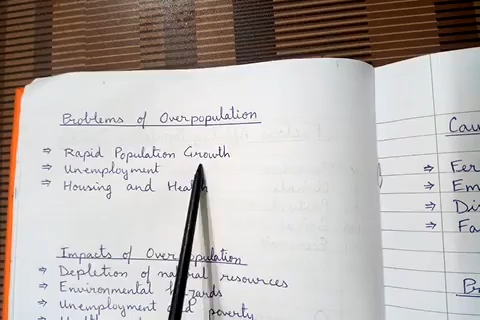 Problems of Overpopulation
⇒ Rapid Population Growth
⇒ Unemployment
⇒ Housing and Health
Impacts of Overpopulation
⇒ Depletion of natural resources
⇒ Environmental hazards
⇒ Unemployment and poverty
Cau
⇒ Fer
⇒ Em
⇒ Dis
⇒ Fa